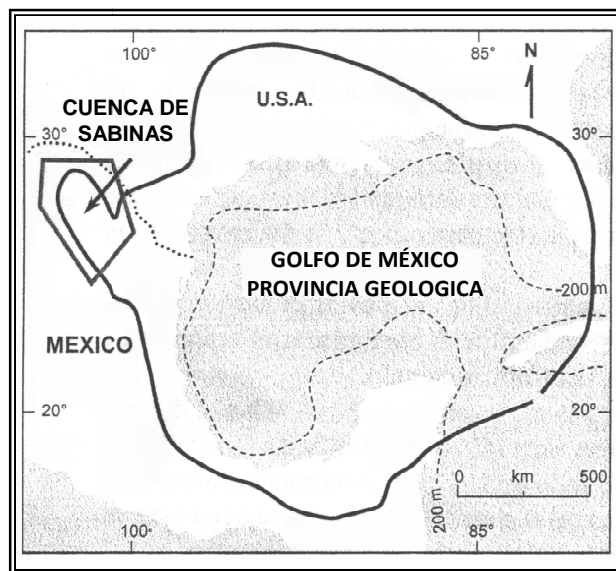 100°
85°
N
U.S.A.
CUENCA DE
SABINAS
30°
30°
GOLFO DE MÉXICO
PROVINCIA GEOLOGICA
200 m
MEXICO
20°
20°
0 km 500
200 m
100°
85°